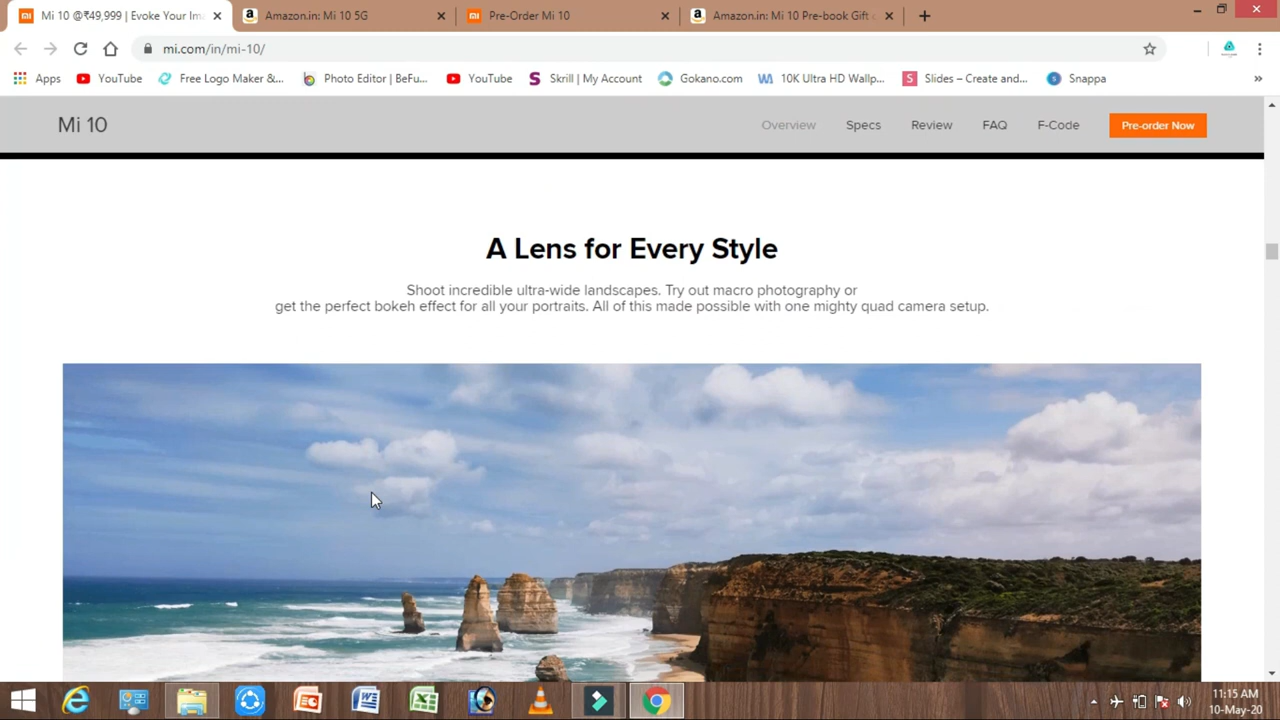 Mi 10 @₹49,999 | Evoke Your Im
Amazon.in: Mi 10 5G
Pre-Order Mi 10
Amazon.in: Mi 10 Pre-book Gift
mi.com/in/mi-10/
Apps
YouTube
Free Logo Maker &...
Photo Editor | BeFu...
YouTube
Skrill | My Account
Gokano.com
10K Ultra HD Wallp...
Slides – Create and...
Snappa
Mi 10
Overview
Specs
Review
FAQ
F-Code
Pre-order Now
A Lens for Every Style
Shoot incredible ultra-wide landscapes. Try out macro photography or
get the perfect bokeh effect for all your portraits. All of this made possible with one mighty quad camera setup.
11:15 AM
10-May-20